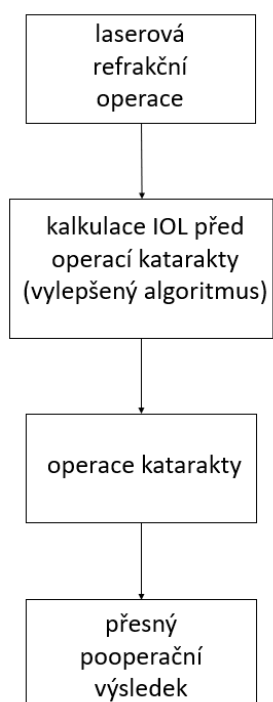 laserová
refrakční
operace
kalkulace IOL před
operací katarakty
(vylepšený algoritmus)
operace katarakty
přesný
pooperační
výsledek